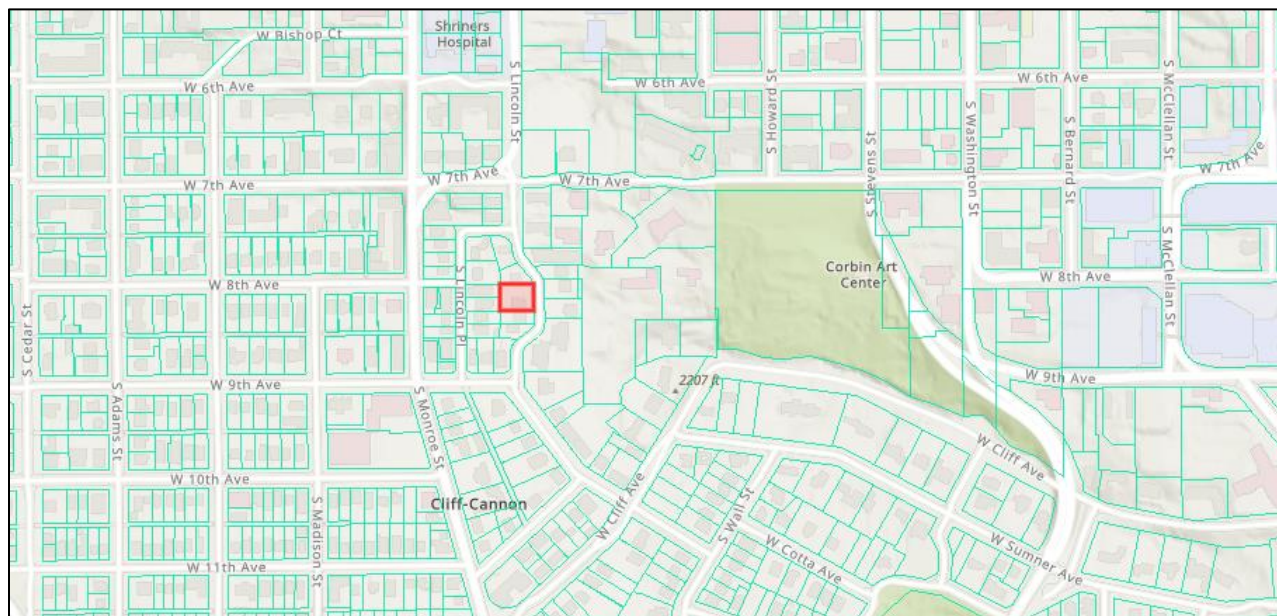 Shriners
Hospital
W Bishop Ct
S Lincoln St
W 6th Ave
W 6th Ave
S Howard St
S Stevens St
S Washington St
S Bernard St
S McClellan St
W 7th Ave
W 7th Ave
W 7th Ave
W 7th Ave
S Lincoln Pl
W 8th Ave
Corbin Art
Center
W 8th Ave
S McClellan St
S Cedar St
S Adams St
W 9th Ave
S Monroe St
2207 ft
W 9th Ave
W Cliff Ave
W 10th Ave
S Madison St
Cliff-Cannon
W Cliff Ave
S Wall St
W Cotta Ave
W Sumner Ave
W 11th Ave